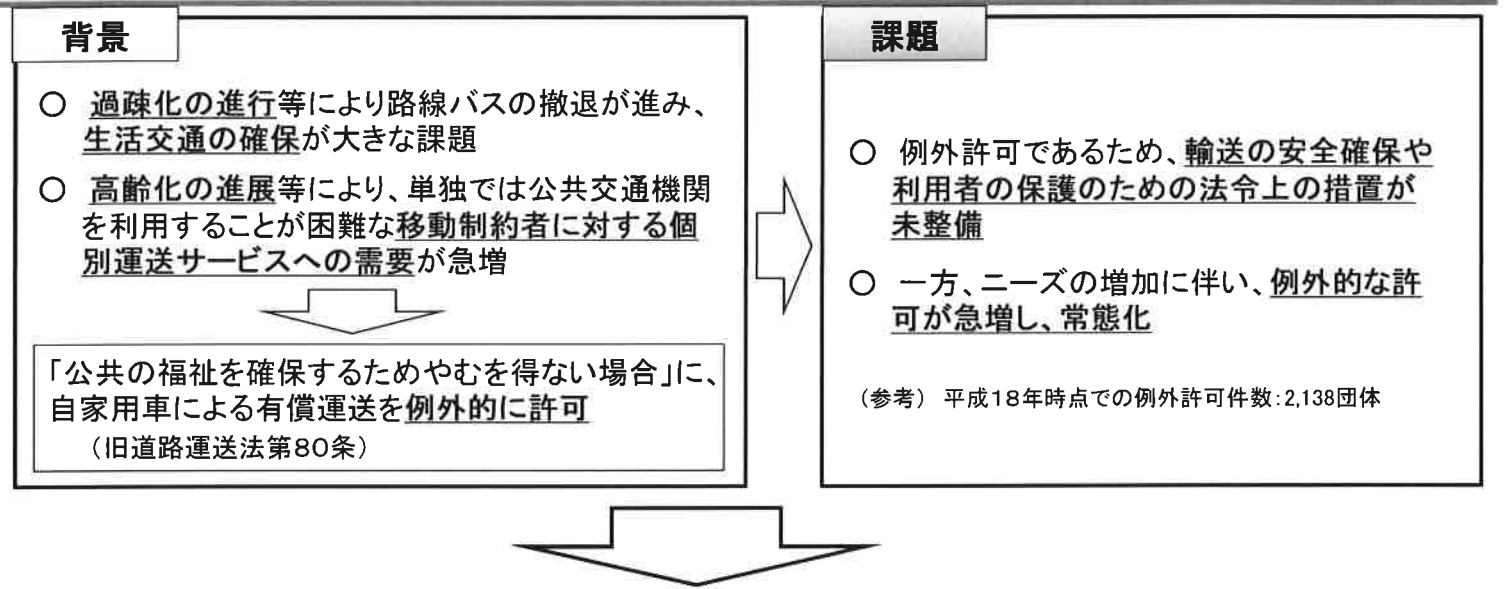 背景
○ 過疎化の進行等により路線バスの撤退が進み、
生活交通の確保が大きな課題
○ 高齢化の進展等により、単独では公共交通機関
を利用することが困難な移動制約者に対する個
別運送サービスへの需要が急増
「公共の福祉を確保するためやむを得ない場合」に、
自家用車による有償運送を例外的に許可
(旧道路運送法第80条)
課題
○ 例外許可であるため、輸送の安全確保や
利用者の保護のための法令上の措置が
未整備
○ 一方、ニーズの増加に伴い、例外的な許
可が急増し、常態化
(参考) 平成18年時点での例外許可件数:2,138団体